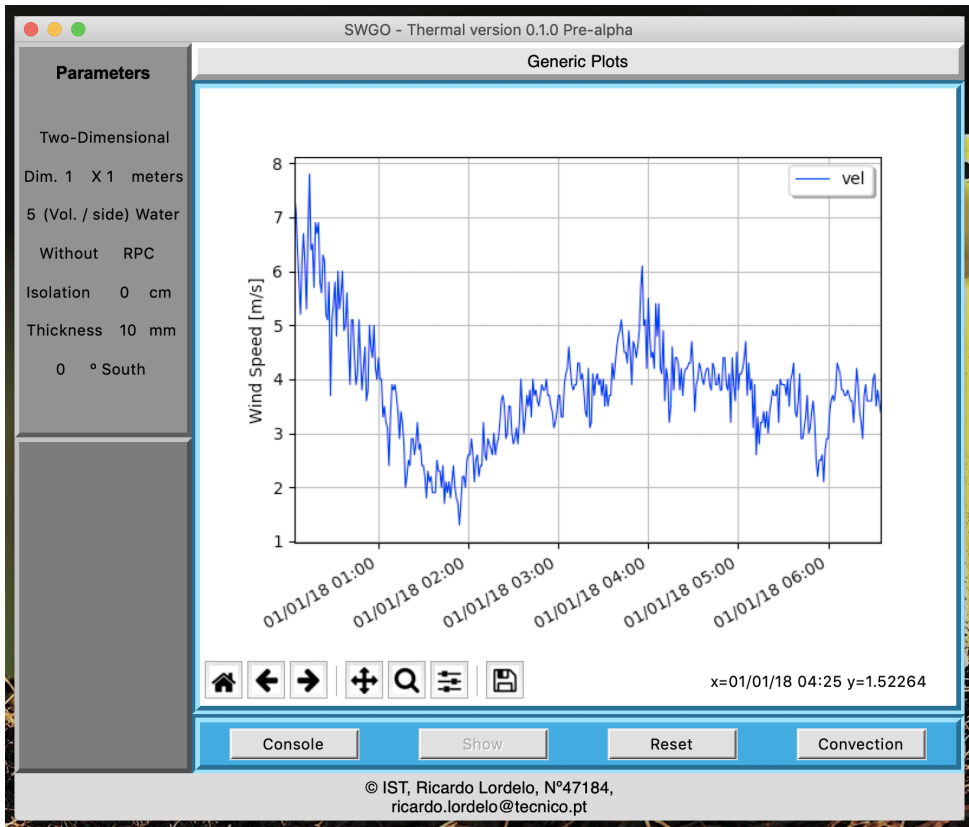 SWGO - Thermal version 0.1.0 Pre-alpha
Parameters
Two-Dimensional
Dim. 1 X 1 meters
5 (Vol. / side) Water
Without RPC
Isolation 0 cm
Thickness 10 mm
0 º South
Generic Plots
vel
Wind Speed [m/s]
8
7
6
5
4
3
2
1
01/01/18 01:00
01/01/18 02:00
01/01/18 03:00
01/01/18 04:00
01/01/18 05:00
01/01/18 06:00
x=01/01/18 04:25 y=1.52264
Console
Show
Reset
Convection
© IST, Ricardo Lordelo, Nº47184,
ricardo.lordelo@tecnico.pt